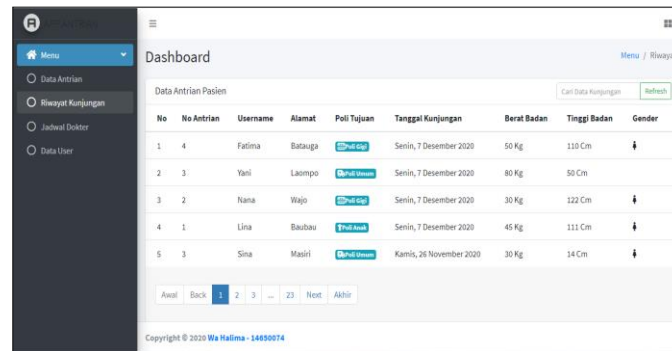 Menu
Data Antrian
Riwayat Kunjungan
Jadwal Dokter
Data User
Dashboard
Menu / Riwaya
Data Antrian Pasien
Cari Data Kunjungan Refresh
No No Antrian Username Alamat Poli Tujuan Tanggal Kunjungan Berat Badan Tinggi Badan Gender
1 4 Fatima Batauga Poli Gigi Senin, 7 Desember 2020 50 Kg 110 Cm
2 3 Yani Laompo Poli Umum Senin, 7 Desember 2020 80 Kg 50 Cm
3 2 Nana Wajo Poli Gigi Senin, 7 Desember 2020 30 Kg 122 Cm
4 1 Lina Baubau Poli Anak Senin, 7 Desember 2020 45 Kg 111 Cm
5 3 Sina Masiri Poli Umum Kamis, 26 November 2020 30 Kg 14 Cm
Awal Back 1 2 3 ... 23 Next Akhir
Copyright © 2020 Wa Halima - 14650074